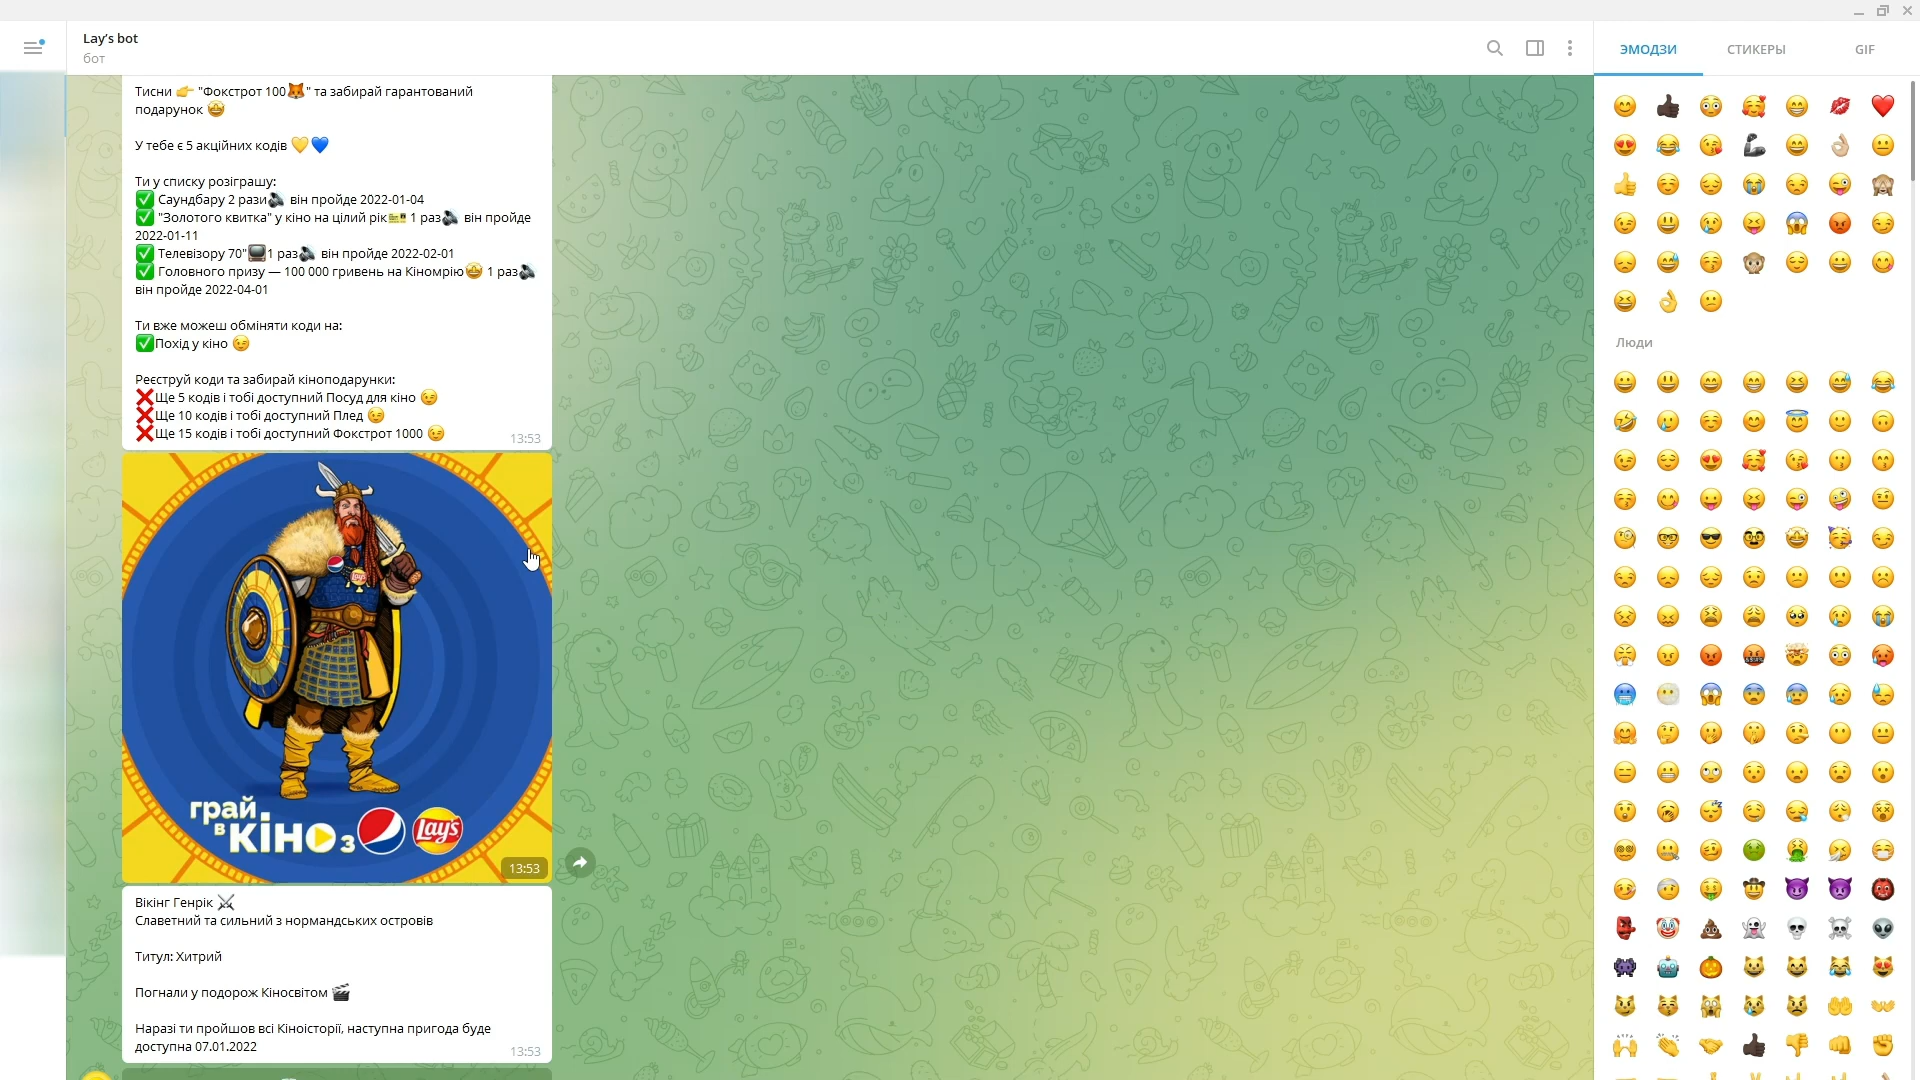 Lay's bot
бот
ЭМОДЗИ
СТИКЕРЫ
GIF
Тисни 👉 "Фокстрот 100🦊" та забирай гарантований
подарунок 🤩
У тебе є 5 акційних кодів 💛💙
Ти у списку розіграшу:
✅ Саундбару 2 рази🔊 він пройде 2022-01-04
✅ "Золотого квитка" у кіно на цілий рік🎫 1 раз🔊 він пройде
2022-01-11
✅ Телевізору 70"📺1 раз🔊 він пройде 2022-02-01
✅ Головного призу — 100 000 гривень на Кіномрію🤩 1 раз🔊
він пройде 2022-04-01
Ти вже можеш обміняти коди на:
✅Похід у кіно 😉
Реєструй коди та забирай кіноподарунки:
❌Ще 5 кодів і тобі доступний Посуд для кіно 😉
❌Ще 10 кодів і тобі доступний Плед 😉
❌Ще 15 кодів і тобі доступний Фокстрот 1000 😉
13:53
Lay's
грай
в
кіно з
Lay's
13:53
Вікінг Генрік ⚔
Славетний та сильний з нормандських островів
Титул: Хитрий
Погнали у подорож Кіносвітом 🎬
Наразі ти пройшов всі Кіноісторії, наступна пригода буде
доступна 07.01.2022
13:53
Люди